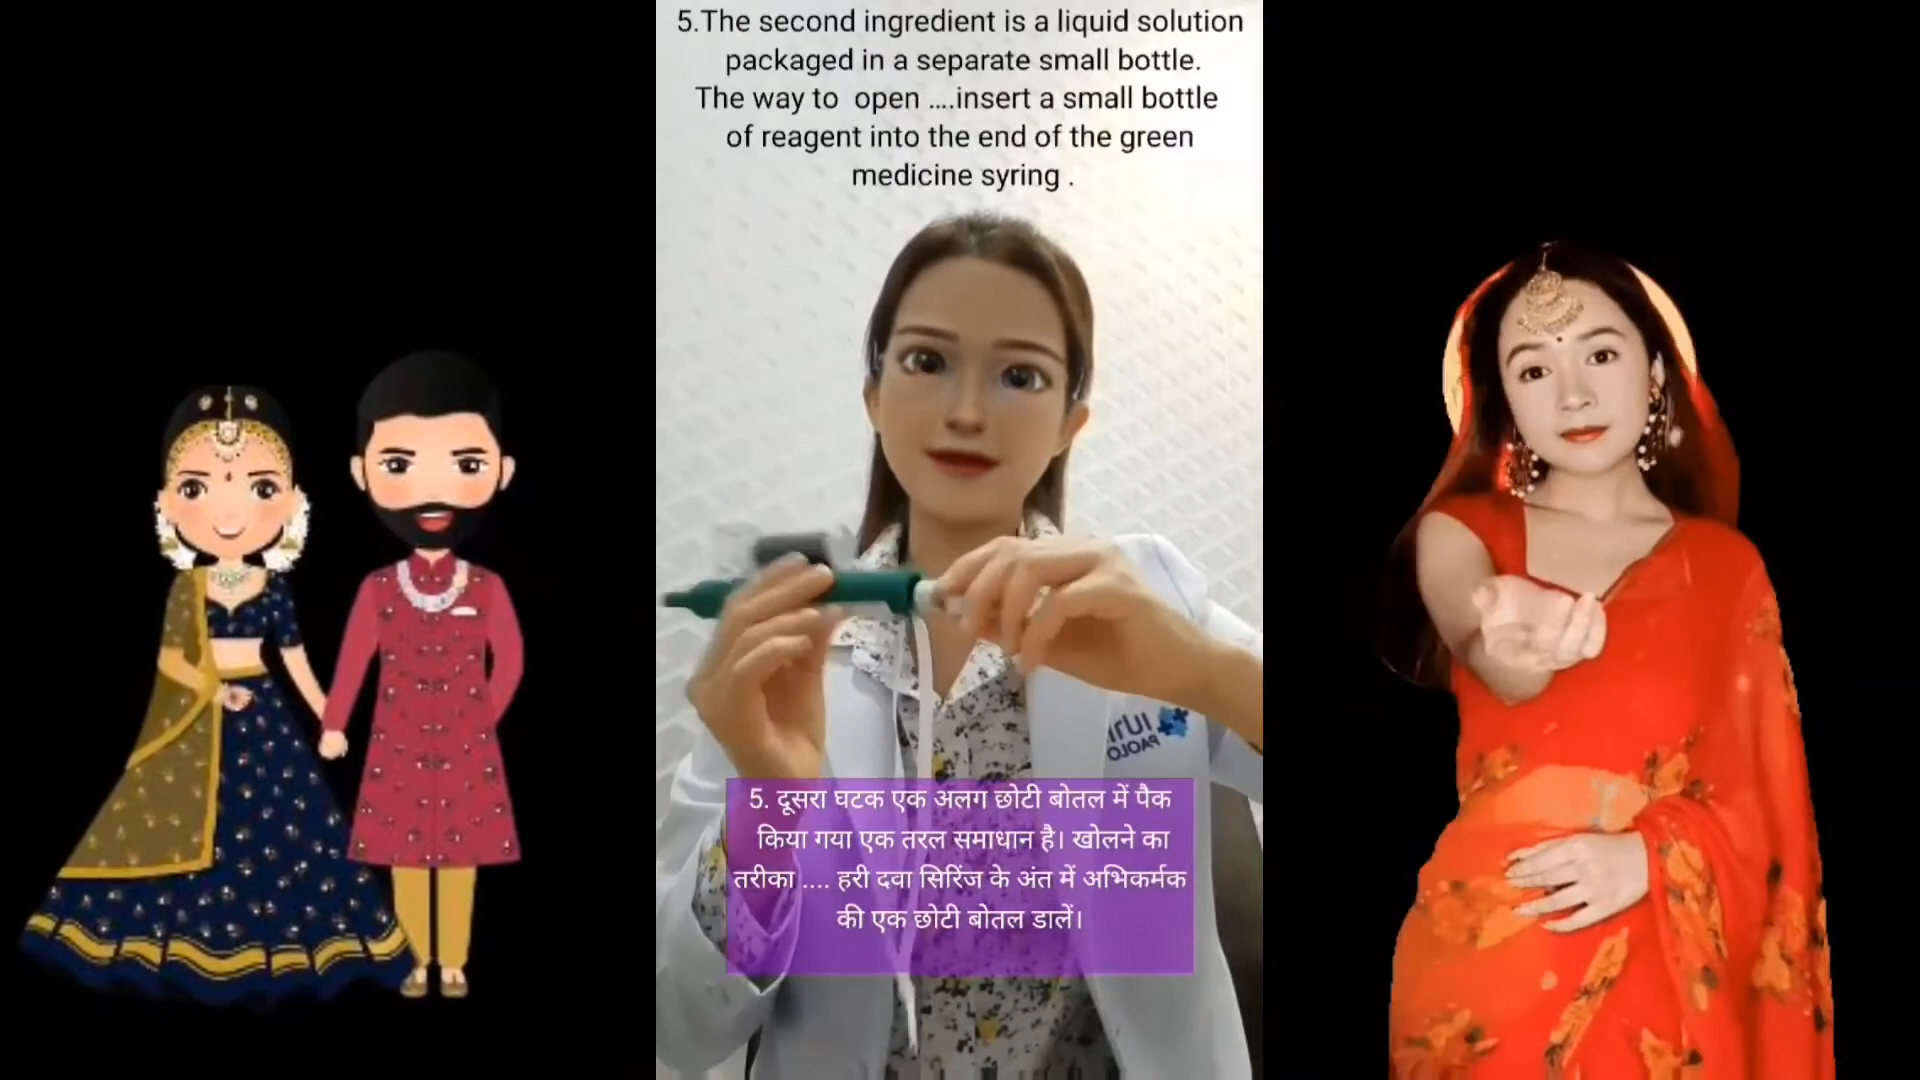 5.The second ingredient is a liquid solution
packaged in a separate small bottle.
The way to open ....insert a small bottle
of reagent into the end of the green
medicine syring .
PAOLO
5. दूसरा घटक एक अलग छोटी बोतल में पैक
किया गया एक तरल समाधान है। खोलने का
तरीका .... हरी दवा सिरिंज के अंत में अभिकर्मक
की एक छोटी बोतल डालें।